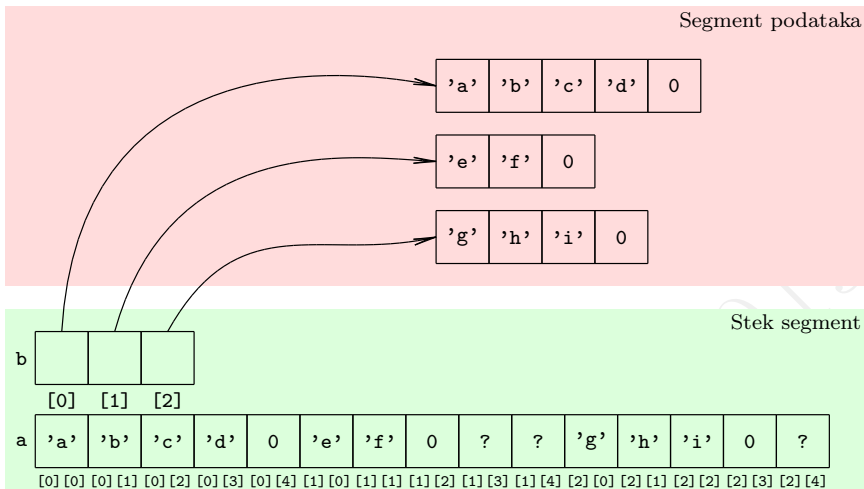 Segment podataka
'a' 'b' 'c' 'd' 0
'e' 'f' 0
'g' 'h' 'i' 0
Stek segment
b
[0] [1] [2]
a 'a' 'b' 'c' 'd' 0 'e' 'f' 0 ? ? 'g' 'h' 'i' 0 ?
[0][0] [0][1] [0][2] [0][3] [0][4] [1][0] [1][1] [1][2] [1][3] [1][4] [2][0] [2][1] [2][2] [2][3] [2][4]